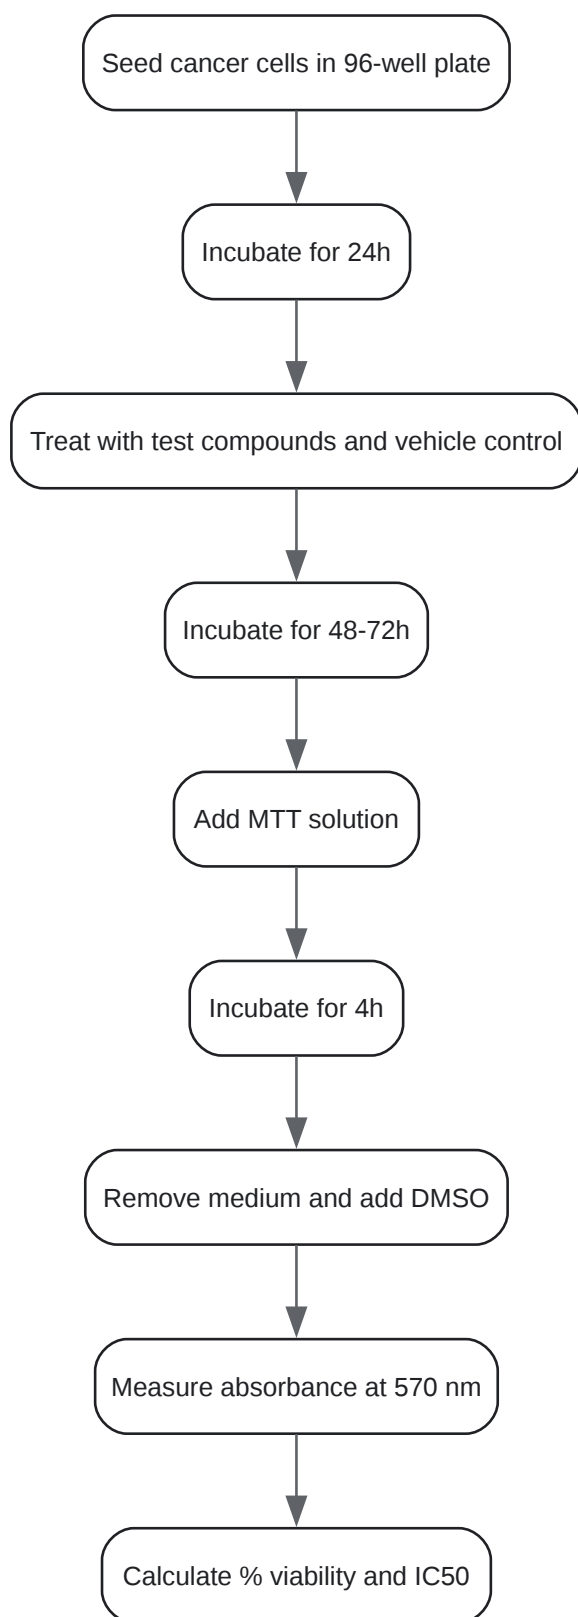 Seed cancer cells in 96-well plate
Incubate for 24h
Treat with test compounds and vehicle control
Incubate for 48-72h
Add MTT solution
Incubate for 4h
Remove medium and add DMSO
Measure absorbance at 570 nm
Calculate % viability and IC50